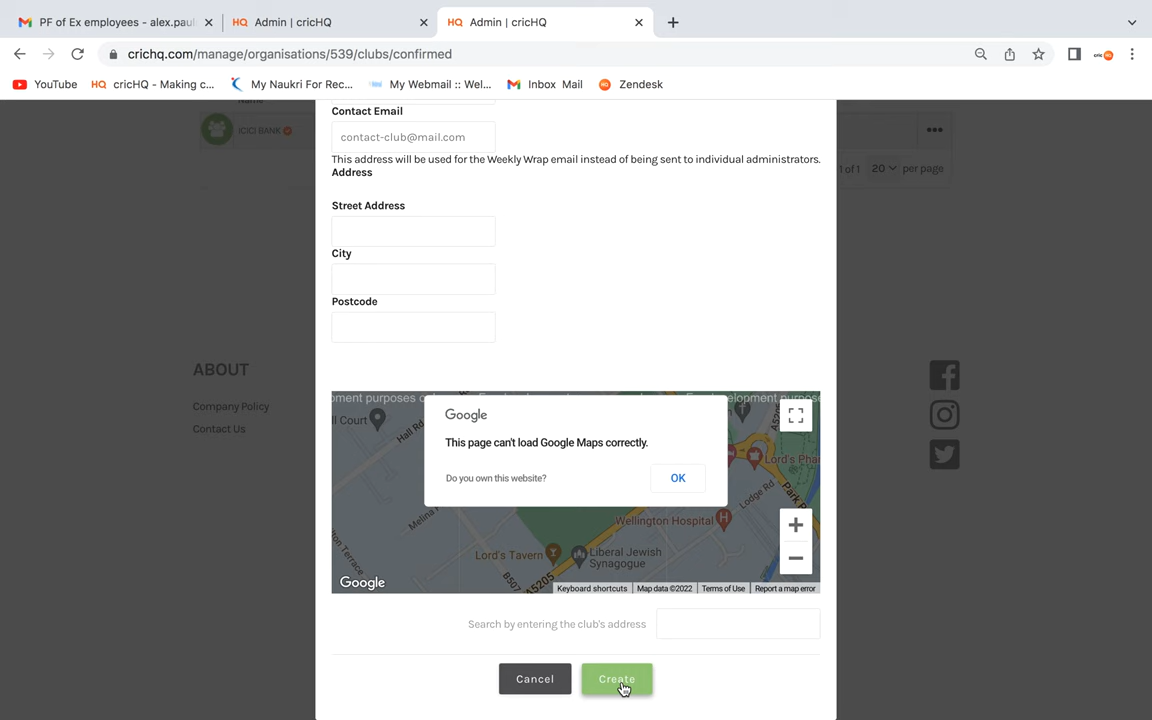 PF of Ex employees - alex.paul
Admin | cricHQ
Admin | cricHQ
crichq.com/manage/organisations/539/clubs/confirmed
YouTube
cricHQ - Making c...
My Naukri For Rec...
My Webmail :: Wel...
Inbox Mail
Zendesk
Name
Contact Email
ICICI BANK
contact-club@mail.com
This address will be used for the Weekly Wrap email instead of being sent to individual administrators.
1 of 1 20 per page
Address
Street Address
City
Postcode
ABOUT
Company Policy
Contact Us
Google
This page can't load Google Maps correctly.
Do you own this website?
OK
Hall Rd
Lord's Pha
Lodge Rd
Park
Wellington Hospital
Lord's Tavern
Liberal Jewish
Synagogue
B507
A5205
Google
Keyboard shortcuts
Map data ©2022
Terms of Use
Report a map error
Search by entering the club's address
Cancel
Create